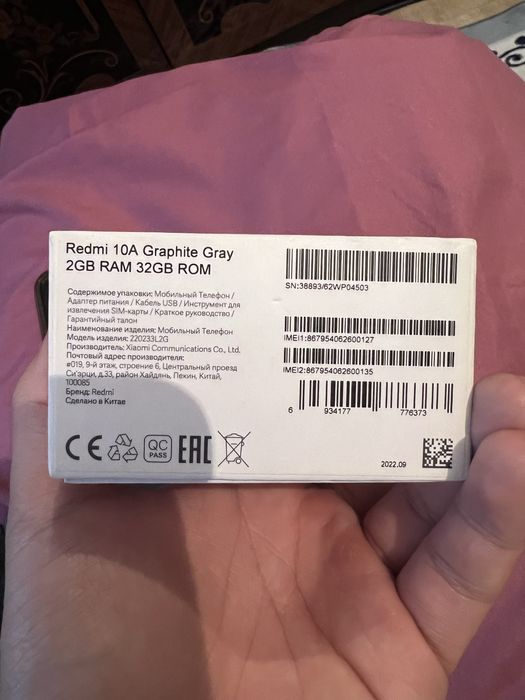 Redmi 10A Graphite Gray
2GB RAM 32GB ROM
Содержимое упаковки: Мобильный Телефон /
Адаптер питания / Кабель USB / Инструмент для
извлечения SIM-карты / Краткое руководство /
Гарантийный талон
Наименование изделия: Мобильный Телефон
Модель изделия: 220233L2G
Производитель: Xiaomi Communications Co., Ltd.
Почтовый адрес производителя:
#019, 9-й этаж, строение 6, Центральный проезд
Си'эрци, д.33, район Хайдянь, Пекин, Китай,
100085
Бренд: Redmi
Сделано в Китае
CE
QC
PASS
EAC
SN:38893/62WP04503
IMEI1:867954062600127
IMEI2:867954062600135
6 934177 776373
2022.09